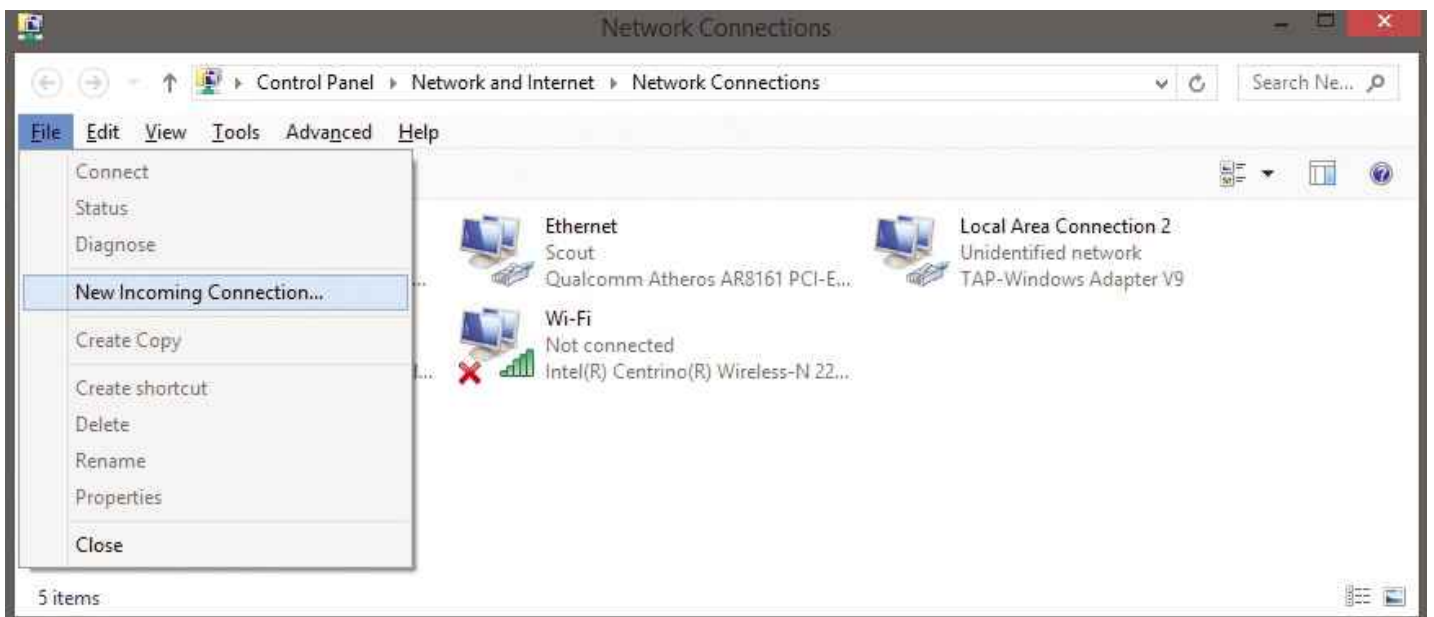 Network Connections
Control Panel Network and Internet Network Connections Search Ne...
File Edit View Tools Advanced Help
Connect
Status
Diagnose
New Incoming Connection...
Create Copy
Create shortcut
Delete
Rename
Properties
Close
...
Ethernet
Scout
Qualcomm Atheros AR8161 PCI-E...
Local Area Connection 2
Unidentified network
TAP-Windows Adapter V9
Wi-Fi
Not connected
Intel(R) Centrino(R) Wireless-N 22...
5 items